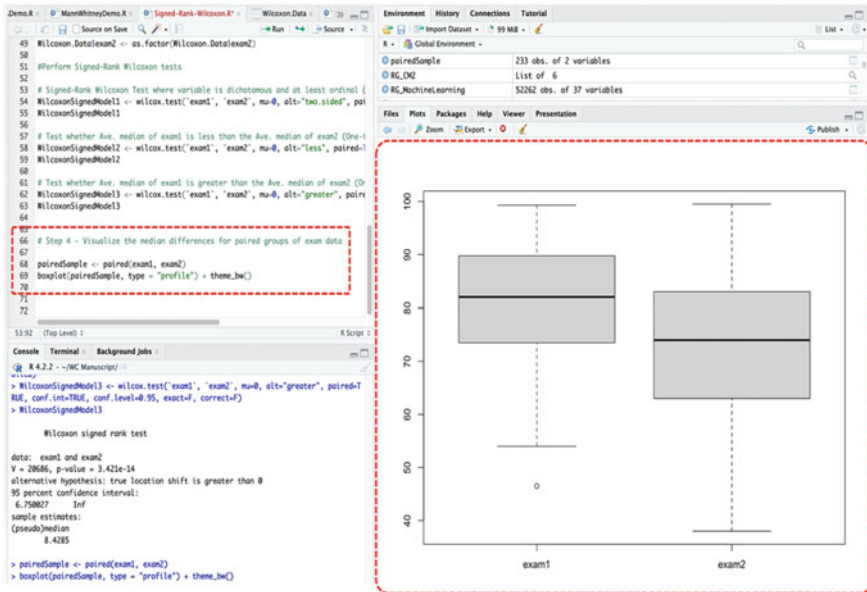 Demo.R
MannWhitneyDemo.R
Signed-Rank-Wilcoxon.R*
Wilcoxon.Data
Source on Save
Run
Source
49 Wilcoxon.Data$exam2 <- as.factor(Wilcoxon.Data$exam2)
50
51 #Perform Signed-Rank Wilcoxon tests
52
53 # Signed-Rank Wilcoxon Test where variable is dichotomous and at least ordinal (
54 WilcoxonSignedModel1 <- wilcox.test(`exam1`, `exam2`, mu=0, alt="two.sided", pai
55 WilcoxonSignedModel1
56
57 # Test whether Ave. median of exam1 is less than the Ave. median of exam2 (One-t
58 WilcoxonSignedModel2 <- wilcox.test(`exam1`, `exam2`, mu=0, alt="less", paired=T
59 WilcoxonSignedModel2
60
61 # Test whether Ave. median of exam1 is greater than the Ave. median of exam2 (On
62 WilcoxonSignedModel3 <- wilcox.test(`exam1`, `exam2`, mu=0, alt="greater", paire
63 WilcoxonSignedModel3
64
65
66 # Step 4 - Visualize the median differences for paired groups of exam data
67
68 pairedSample <- paired(exam1, exam2)
69 boxplot(pairedSample, type = "profile") + theme_bw()
70
71
72
53:92 (Top Level) R Script
Console Terminal Background Jobs
R 4.2.2 · ~/WC Manuscript/
> WilcoxonSignedModel3 <- wilcox.test(`exam1`, `exam2`, mu=0, alt="greater", paired=T
RUE, conf.int=TRUE, conf.level=0.95, exact=F, correct=F)
> WilcoxonSignedModel3
Wilcoxon signed rank test
data: exam1 and exam2
V = 20686, p-value = 3.421e-14
alternative hypothesis: true location shift is greater than 0
95 percent confidence interval:
6.750027 Inf
sample estimates:
(pseudo)median
8.4285
> pairedSample <- paired(exam1, exam2)
> boxplot(pairedSample, type = "profile") + theme_bw()
Environment History Connections Tutorial
Import Dataset 99 MiB List
R Global Environment
pairedSample 233 obs. of 2 variables
RG_CM2 List of 6
RG_MachineLearning 52262 obs. of 37 variables
Files Plots Packages Help Viewer Presentation
Zoom Export Publish
100
90
80
70
60
50
40
exam1 exam2